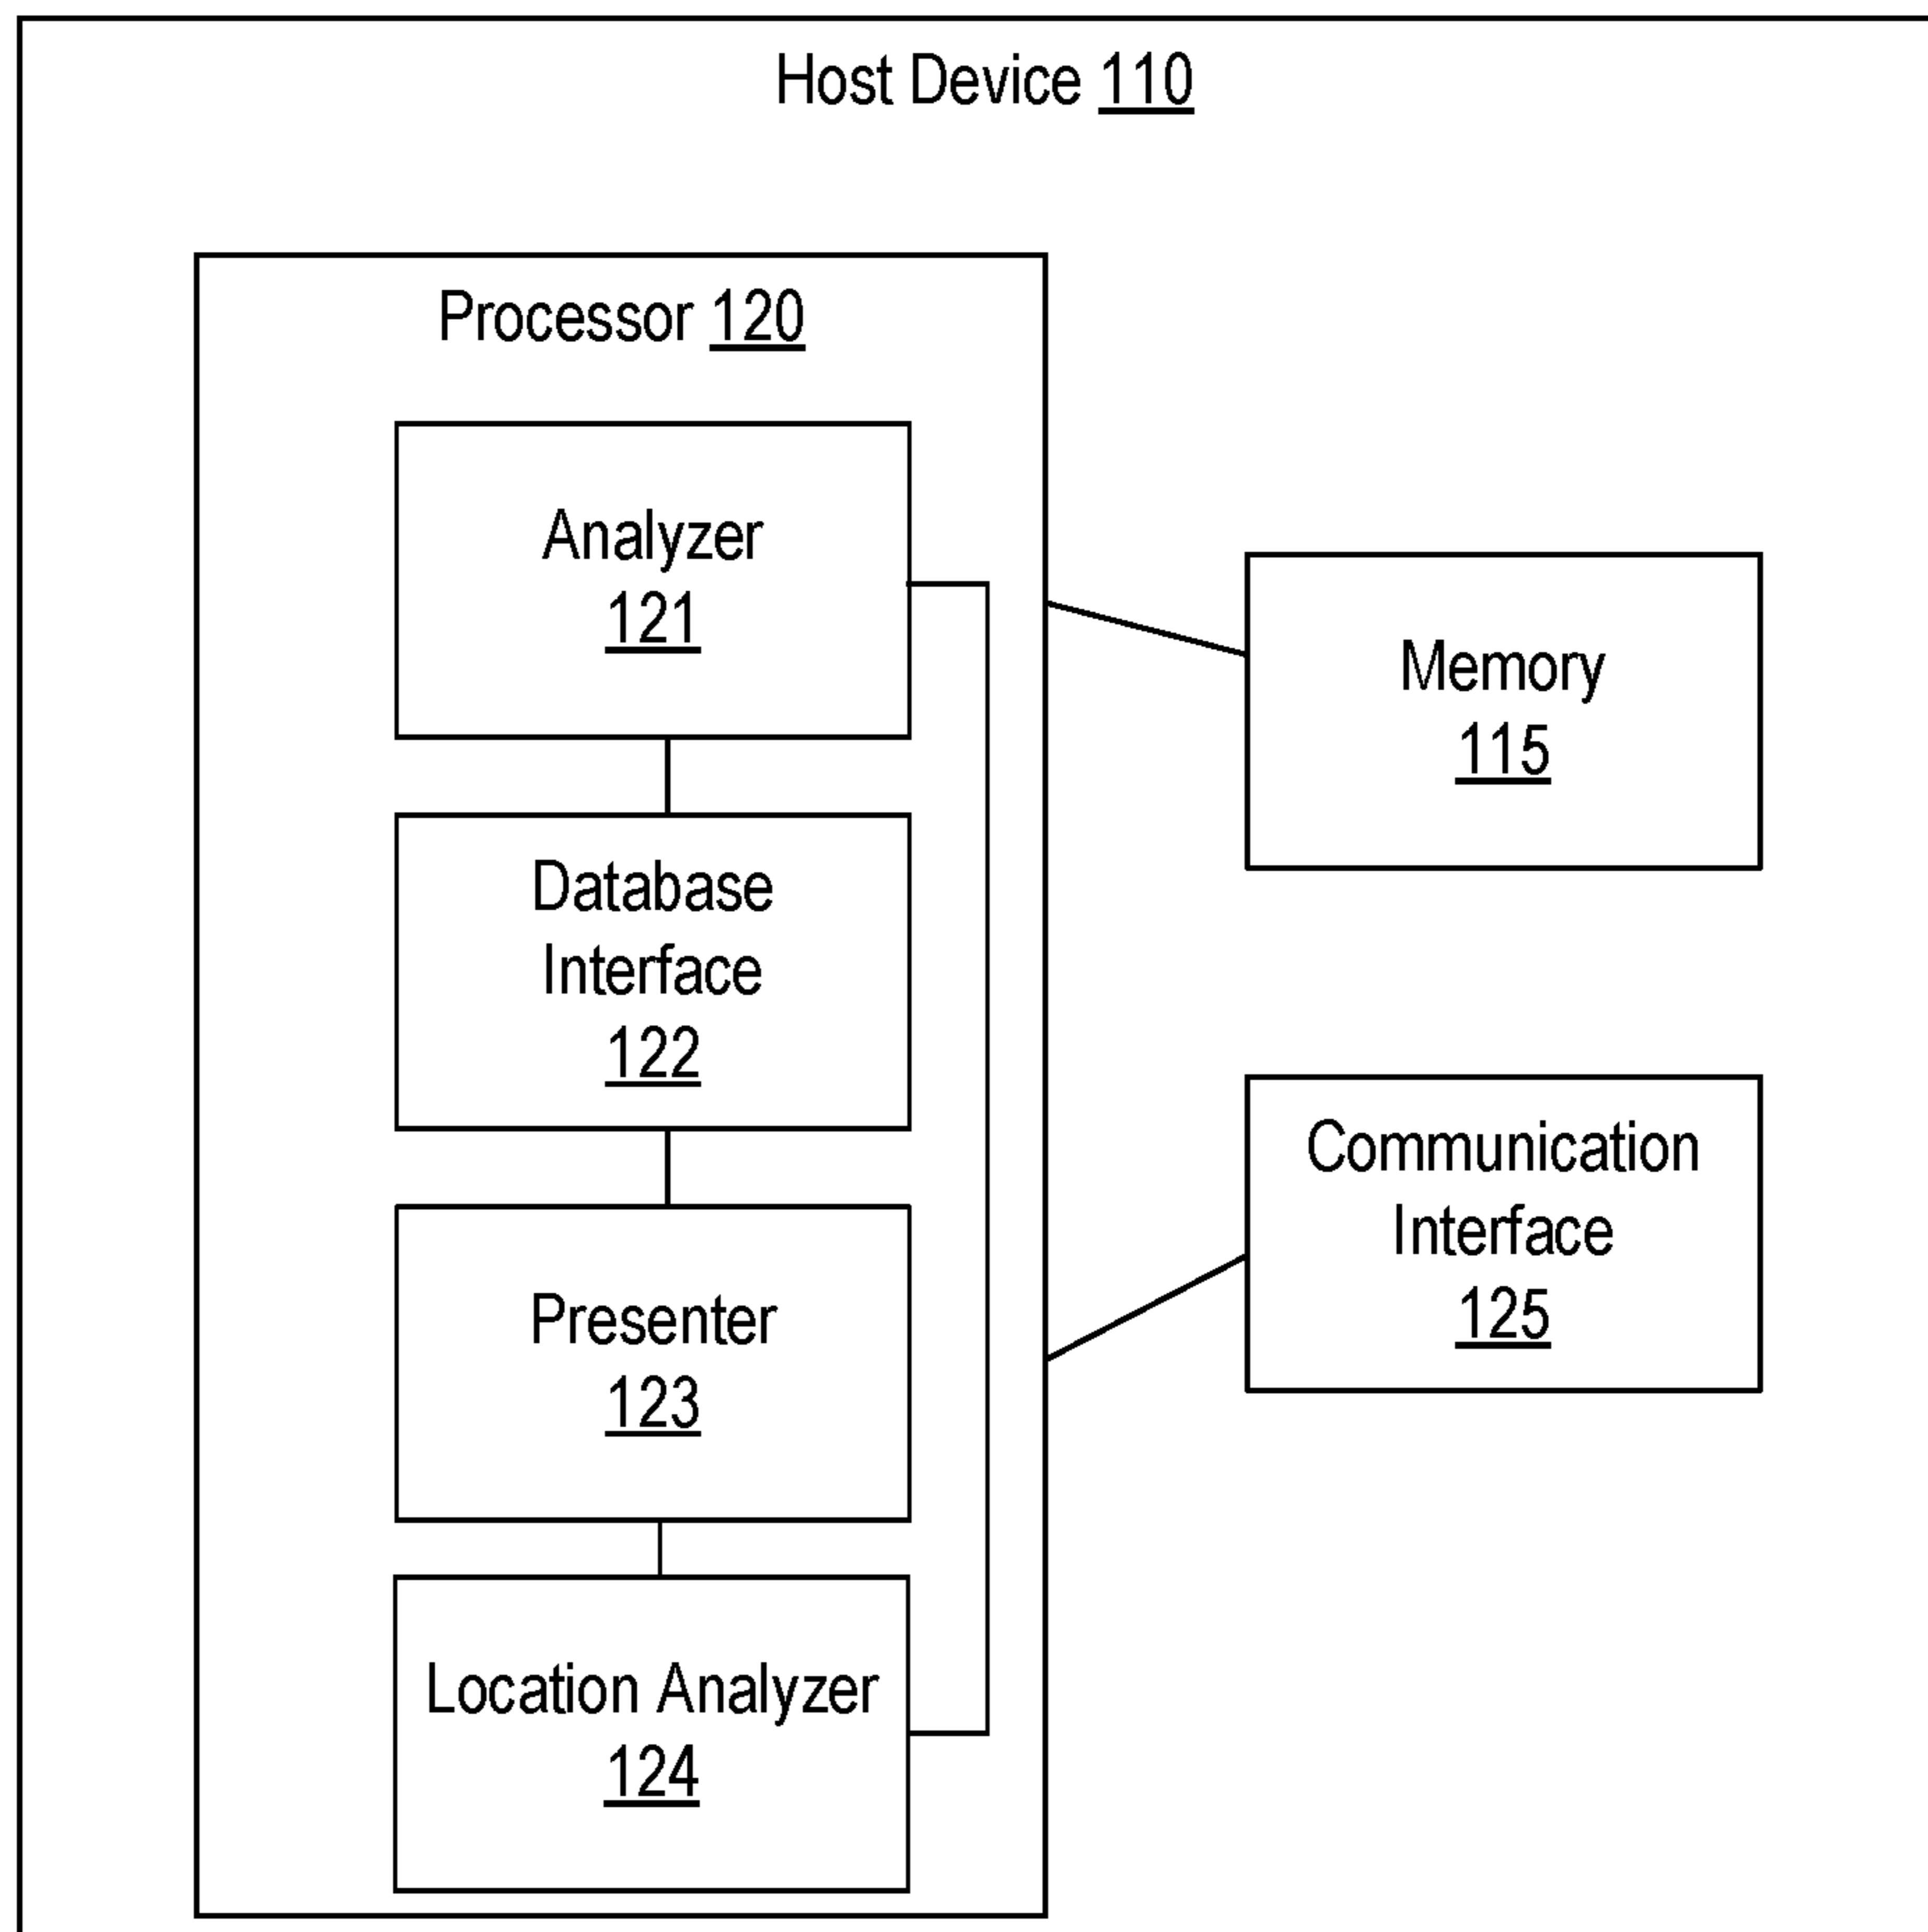 Host Device 110
Processor 120
Analyzer
121
Database
Interface
122
Presenter
123
Location Analyzer
124
Memory
115
Communication
Interface
125